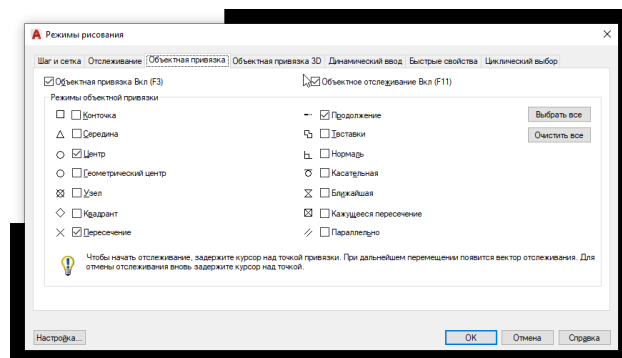 Режимы рисования
Шаг и сетка Отслеживание Объектная привязка Объектная привязка 3D Динамический ввод Быстрые свойства Циклический выбор
Объектная привязка Вкл (F3) Объектное отслеживание Вкл (F11)
Режимы объектной привязки
Конточка Продолжение Выбрать все
Середина Твставки Очистить все
Центр Нормаль
Геометрический центр Касательная
Узел Ближайшая
Квадрант Кажущееся пересечение
Пересечение Параллельно
Чтобы начать отслеживание, задержите курсор над точкой привязки. При дальнейшем перемещении появится вектор отслеживания. Для
отмены отслеживания вновь задержите курсор над точкой.
Настройка... OK Отмена Справка